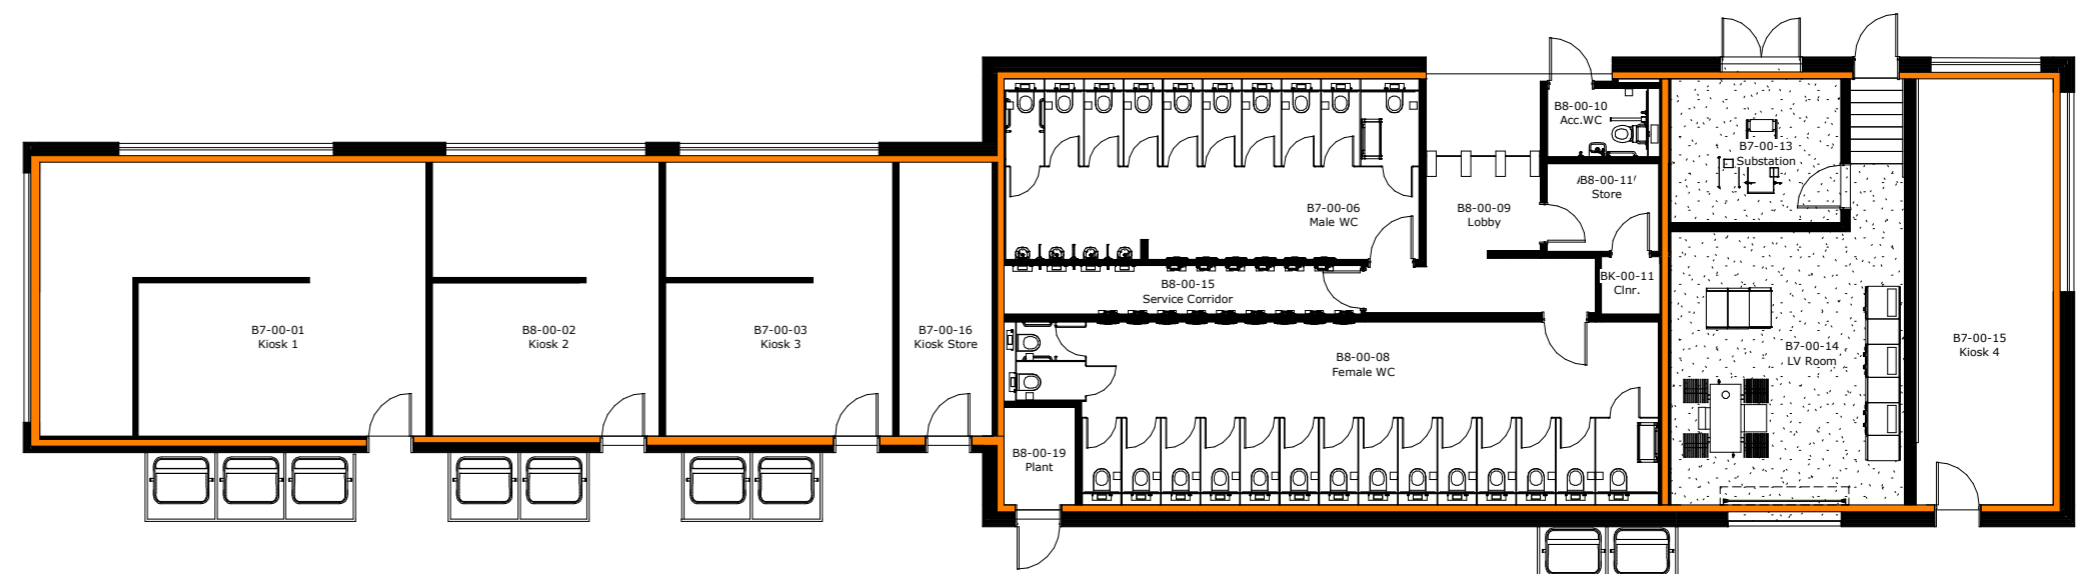 B8-00-10
Acc.WC
B7-00-13
Substation
B8-00-11
Store
B7-00-06
Male WC
B8-00-09
Lobby
BK-00-11
Clnr.
B8-00-15
Service Corridor
B7-00-01
Kiosk 1
B8-00-02
Kiosk 2
B7-00-03
Kiosk 3
B7-00-16
Kiosk Store
B8-00-08
Female WC
B7-00-14
LV Room
B7-00-15
Kiosk 4
B8-00-19
Plant